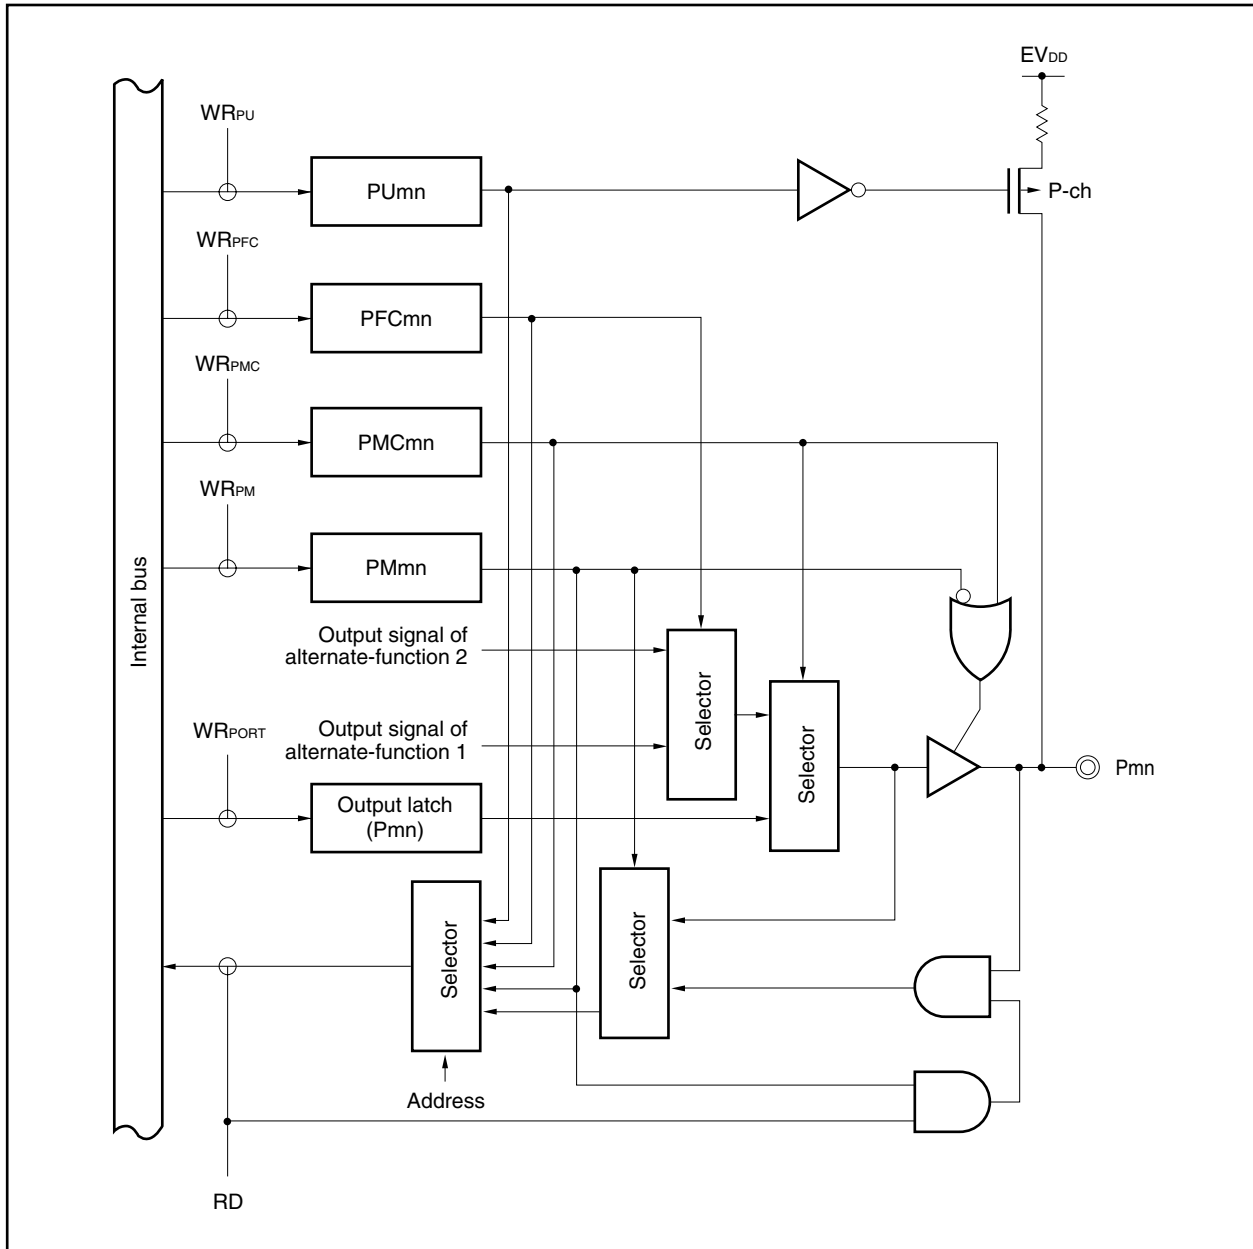 EVDD
WRPU
PUmn
P-ch
WRPFC
PFCmn
WRPMC
PMCmn
WRPM
PMmn
Internal bus
Output signal of
alternate-function 2
Selector
Output signal of
alternate-function 1
Selector
WRPORT
Pmn
Output latch
(Pmn)
Selector
Selector
Address
RD